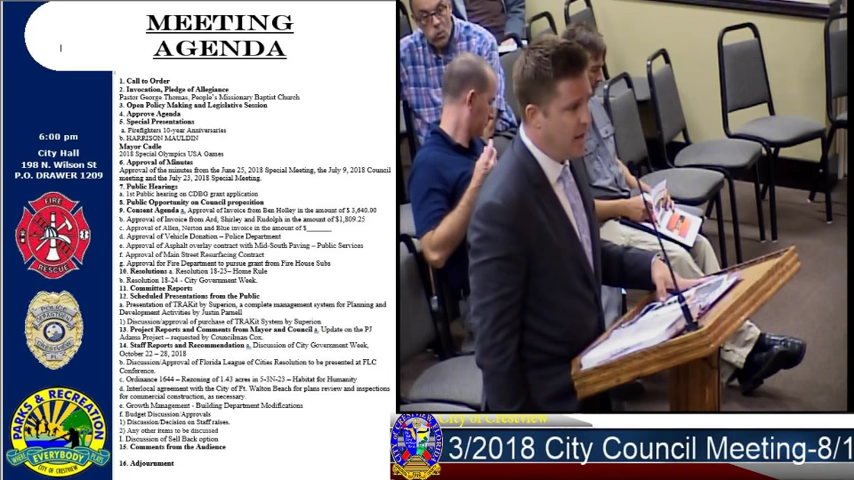 MEETING
AGENDA
1. Call to Order
2. Invocation, Pledge of Allegiance
Pastor George Thomas, People's Missionary Baptist Church
3. Open Policy Making and Legislative Session
4. Approve Agenda
5. Special Presentations
a. Firefighters 10-year Anniversaries
b. HARRISON MAULDIN
Mayor Cadle
2018 Special Olympics USA Games
6. Approval of Minutes
Approval of the minutes from the June 25, 2018 Special Meeting, the July 9, 2018 Council
meeting and the July 23, 2018 Special Meeting.
7. Public Hearings
a. 1st Public hearing on CDBG grant application
8. Public Opportunity on Council proposition
9. Consent Agenda a. Approval of Invoice from Ben Holley in the amount of $ 3,640.00
b. Approval of Invoice from Ard, Shirley and Rudolph in the amount of $1,809.25
c. Approval of Allen, Norton and Blue invoice in the amount of $______
d. Approval of Vehicle Donation – Police Department
e. Approval of Asphalt overlay contract with Mid-South Paving – Public Services
f. Approval of Main Street Resurfacing Contract
g. Approval for Fire Department to pursue grant from Fire House Subs
10. Resolutions a. Resolution 18-23– Home Rule
b. Resolution 18-24 - City Government Week.
11. Committee Reports
12. Scheduled Presentations from the Public
a. Presentation of TRAKit by Superion, a complete management system for Planning and
Development Activities by Justin Parnell
1) Discussion/approval of purchase of TRAKit System by Superion
13. Project Reports and Comments from Mayor and Council a. Update on the PJ
Adams Project – requested by Councilman Cox.
14. Staff Reports and Recommendation a. Discussion of City Government Week,
October 22 – 28, 2018
b. Discussion/Approval of Florida League of Cities Resolution to be presented at FLC
Conference.
c. Ordinance 1644 – Rezoning of 1.43 acres in 5-3N-23 – Habitat for Humanity
d. Interlocal agreement with the City of Ft. Walton Beach for plans review and inspections
for commercial construction, as necessary.
e. Growth Management - Building Department Modifications
f. Budget Discussion/Approvals
1) Discussion/Decision on Staff raises.
2) Any other items to be discussed
I. Discussion of Sell Back option
15. Comments from the Audience
16. Adjournment
6:00 pm
City Hall
198 N. Wilson St
P.O. DRAWER 1209
FIRE
RESCUE
POLICE
PARKS & RECREATION
WHERE EVERYBODY PLAYS
CITY OF CRESTVIEW
City of Crestview
3/2018 City Council Meeting-8/1